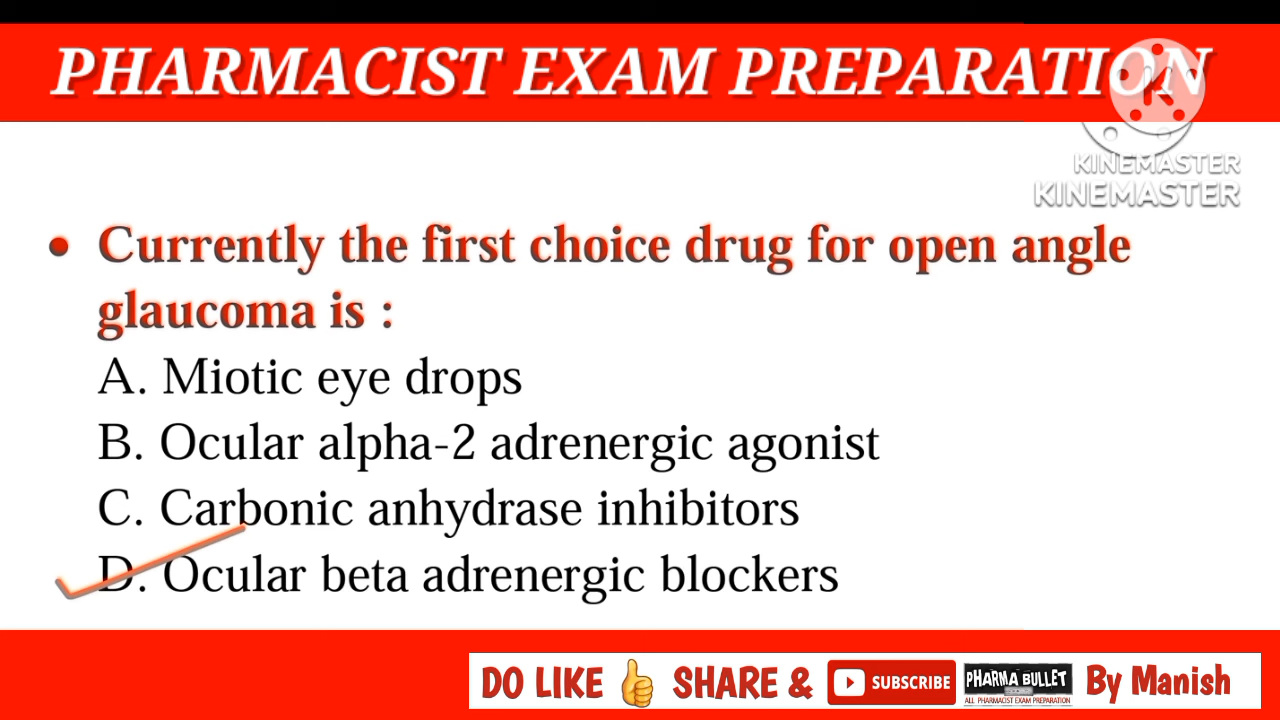 PHARMACIST EXAM PREPARATION
KINEMASTER
KINEMASTER
• Currently the first choice drug for open angle
glaucoma is :
A. Miotic eye drops
B. Ocular alpha-2 adrenergic agonist
C. Carbonic anhydrase inhibitors
D. Ocular beta adrenergic blockers
DO LIKE SHARE & SUBSCRIBE PHARMA BULLET By Manish
ALL PHARMACIST EXAM PREPARATION